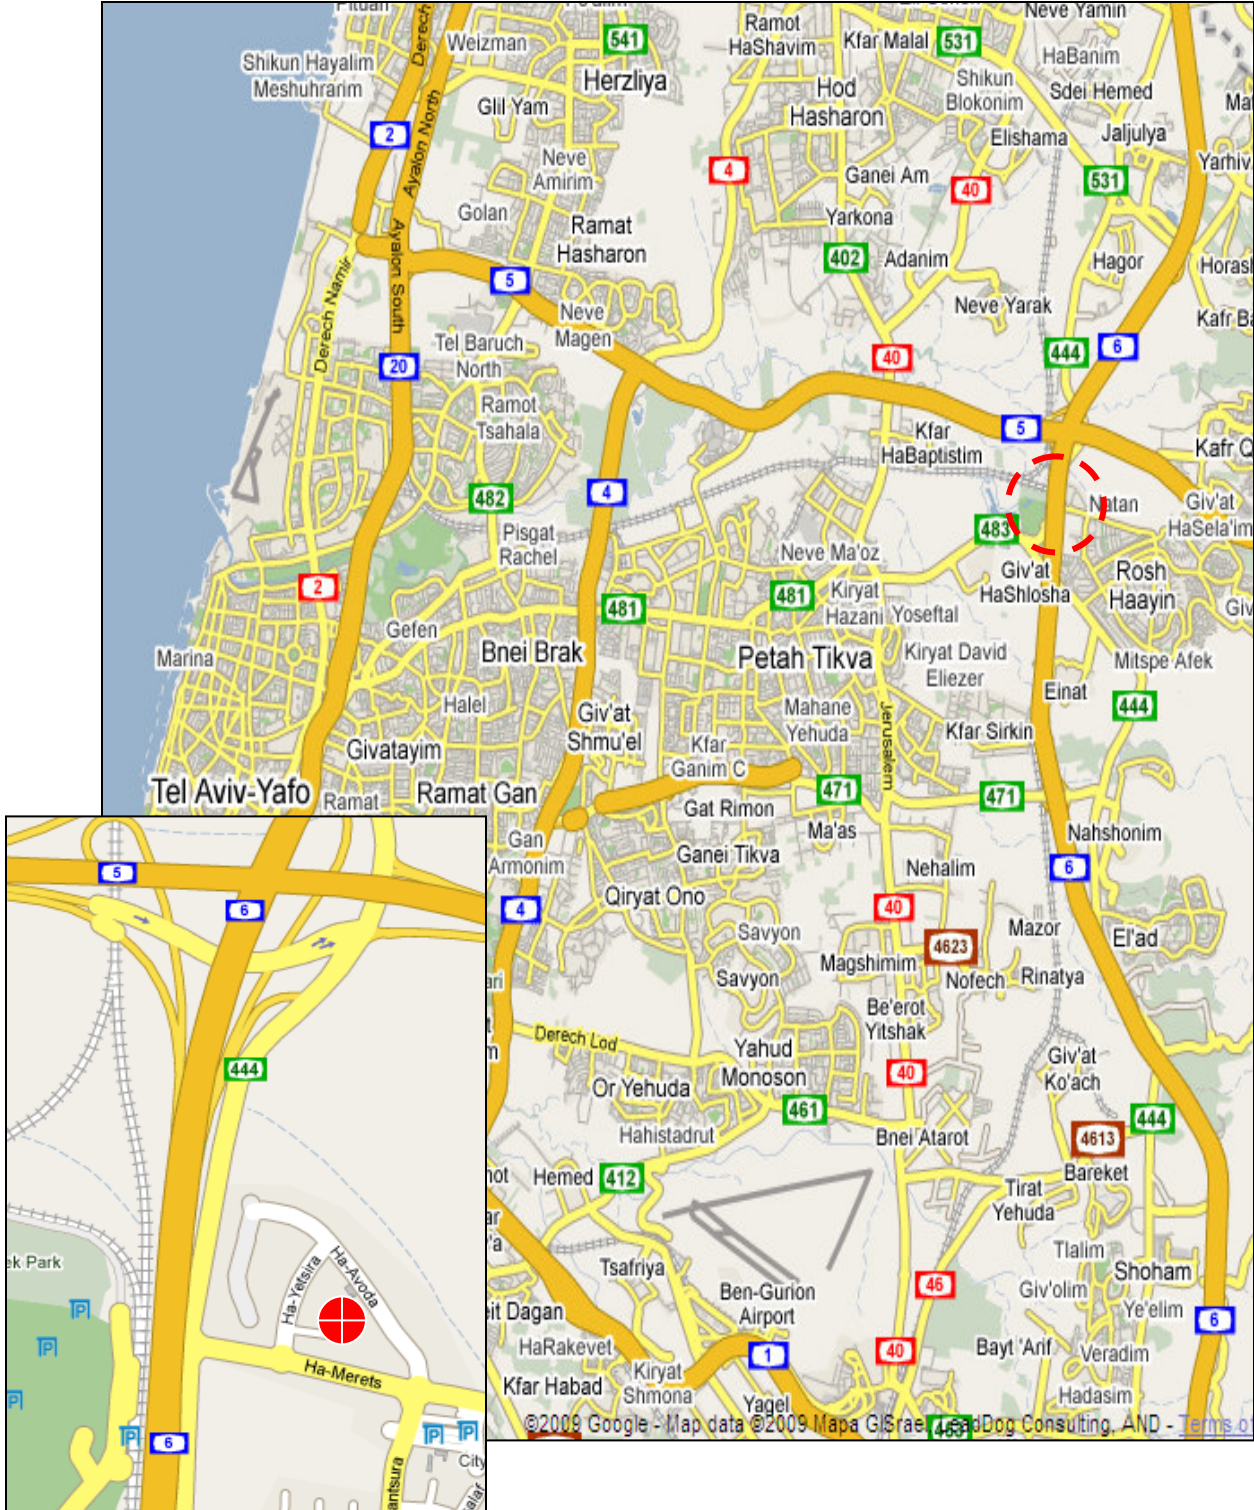 Pituah
Derech
Weizman
541
Shikun Hayalim
Meshuhrarim
Herzliya
Glil Yam
2
Ayalon North
Neve
Amirim
Golan
Ramat
Hasharon
Ayalon South
Derech Namir
5
Neve
Magen
Tel Baruch
North
20
Ramot
Tsahala
482
Pisgat
Rachel
4
2
Gefen
481
Marina
Bnei Brak
Halel
Giv'at
Shmu'el
Givatayim
Tel Aviv-Yafo
Ramat
Ramat Gan
Ramot
HaShavim
Kfar Malal
531
Neve Yamin
HaBanim
Hod
Hasharon
Shikun
Blokonim
Sdei Hemed
Elishama
Jaljulya
4
Ganei Am
40
531
Yarhiv
Yarkona
402
Adanim
Hagor
Neve Yarak
40
444
6
5
Kfar
HaBaptistim
Kafr Q
Natan
Giv'at
HaSela'im
483
Neve Ma'oz
Giv'at
HaShlosha
Rosh
Haayin
Giv
481
Kiryat
Hazani
Yoseftal
Petah Tikva
Kiryat David
Eliezer
Mitspe Afek
Einat
444
Mahane
Yehuda
Jerusalem
Kfar Sirkin
Kfar
Ganim C
471
471
Gat Rimon
Ma'as
Nahshonim
Gan
Armonim
Ganei Tikva
Nehalim
6
Qiryat Ono
4
40
Mazor
El'ad
Savyon
4623
Magshimim
Savyon
Nofech
Rinatya
Be'erot
Yitshak
Derech Lod
Yahud
Monoson
Giv'at
Ko'ach
40
Or Yehuda
461
444
Hahistadrut
Bnei Atarot
4613
Hemed
412
Bareket
Tirat
Yehuda
Tlalim
Tsafriya
Shoham
46
Giv'olim
Ben-Gurion
Airport
Ye'elim
eit Dagan
6
HaRakevet
1
40
Bayt 'Arif
Veradim
Kiryat
Shmona
Kfar Habad
Hadasim
Yagel
©2009 Google - Map data ©2009 Mapa GISrael, LeadDog Consulting, AND - Terms of
5
6
444
ek Park
Ha-Yetsira
Ha-Avoda
Ha-Merets
P
P
P
P
P
P
6
City
antsura